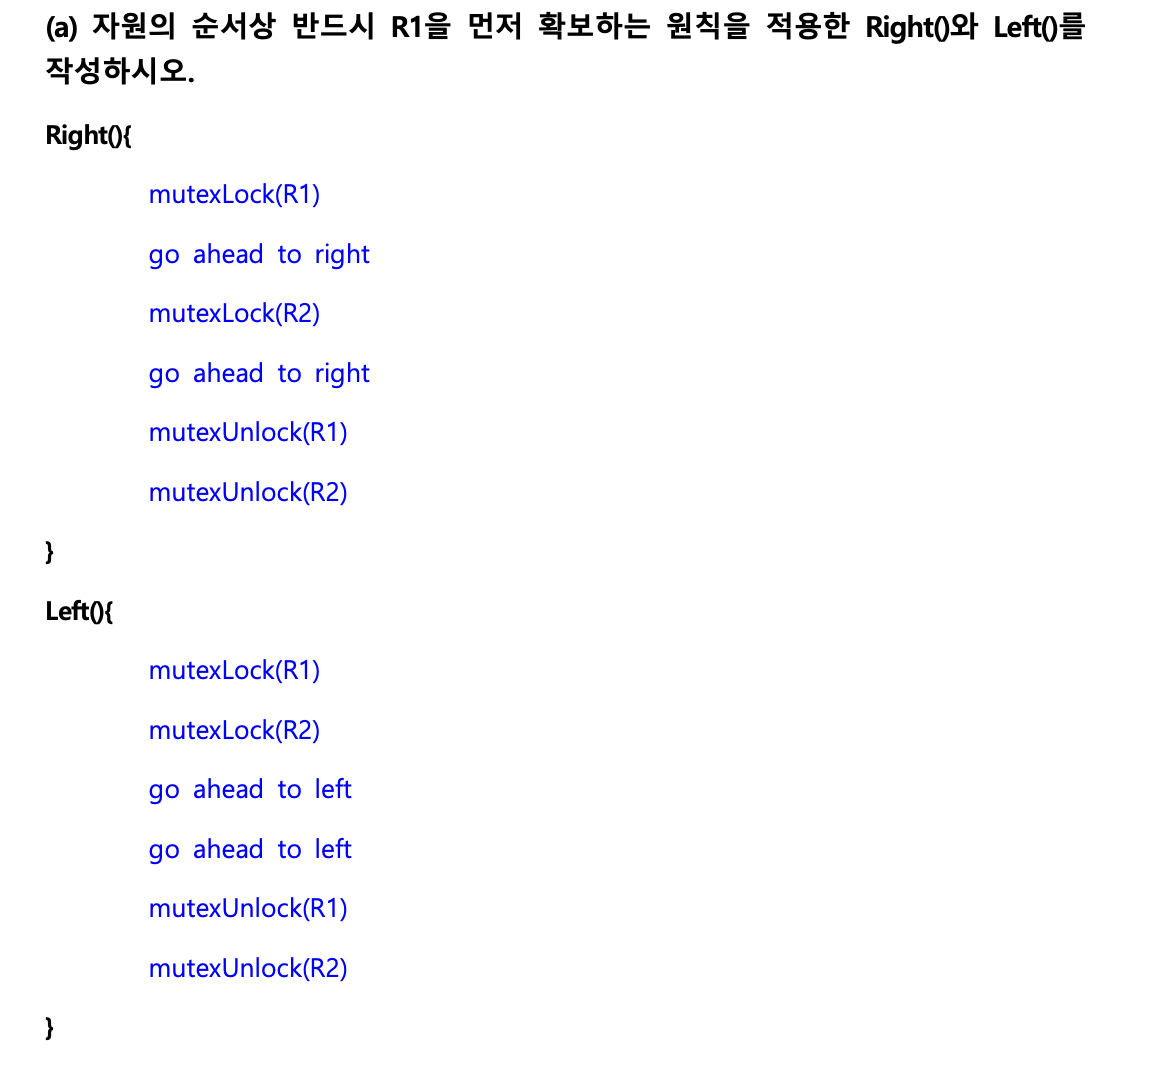 (a) 자원의 순서상 반드시 R1을 먼저 확보하는 원칙을 적용한 Right()와 Left()를
작성하시오.
Right(){
mutexLock(R1)
go ahead to right
mutexLock(R2)
go ahead to right
mutexUnlock(R1)
mutexUnlock(R2)
}
Left(){
mutexLock(R1)
mutexLock(R2)
go ahead to left
go ahead to left
mutexUnlock(R1)
mutexUnlock(R2)
}